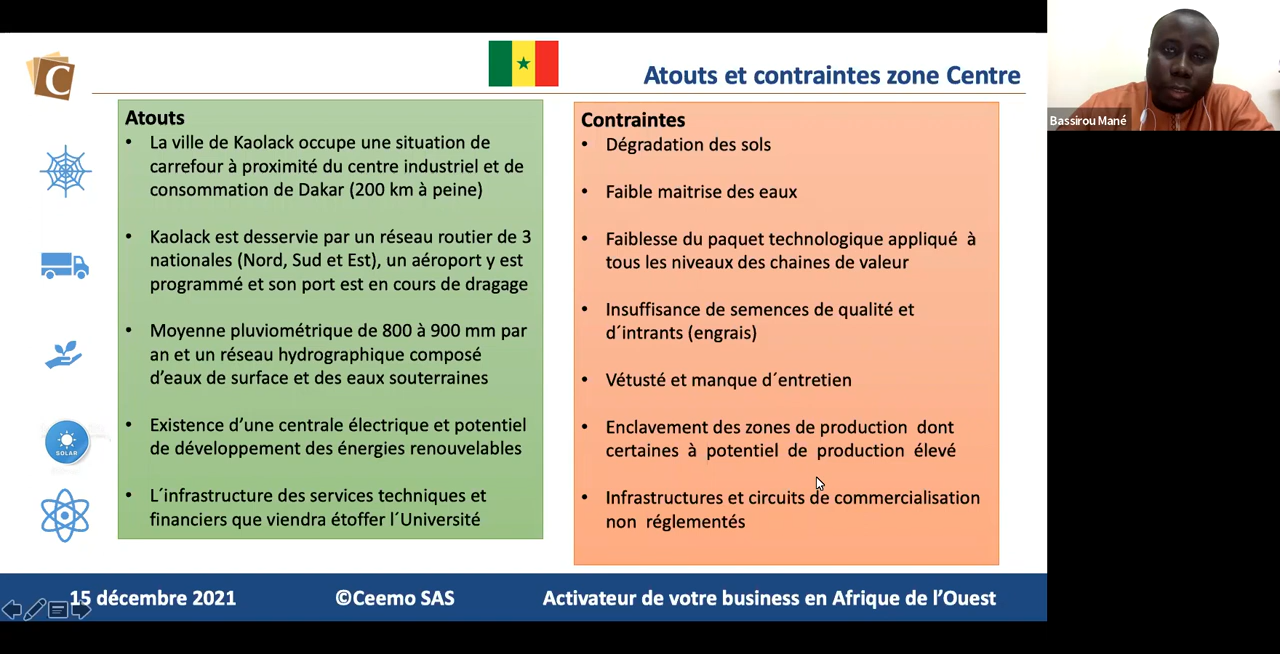 Atouts et contraintes zone Centre
C
Atouts
• La ville de Kaolack occupe une situation de
carrefour à proximité du centre industriel et de
consommation de Dakar (200 km à peine)
• Kaolack est desservie par un réseau routier de 3
nationales (Nord, Sud et Est), un aéroport y est
programmé et son port est en cours de dragage
• Moyenne pluviométrique de 800 à 900 mm par
an et un réseau hydrographique composé
d’eaux de surface et des eaux souterraines
• Existence d’une centrale électrique et potentiel
de développement des énergies renouvelables
• L´infrastructure des services techniques et
financiers que viendra étoffer l´Université
SOLAR
Contraintes
• Dégradation des sols
• Faible maitrise des eaux
• Faiblesse du paquet technologique appliqué à
tous les niveaux des chaines de valeur
• Insuffisance de semences de qualité et
d´intrants (engrais)
• Vétusté et manque d´entretien
• Enclavement des zones de production dont
certaines à potentiel de production élevé
• Infrastructures et circuits de commercialisation
non réglementés
15 décembre 2021 ©Ceemo SAS Activateur de votre business en Afrique de l’Ouest
Bassirou Mané